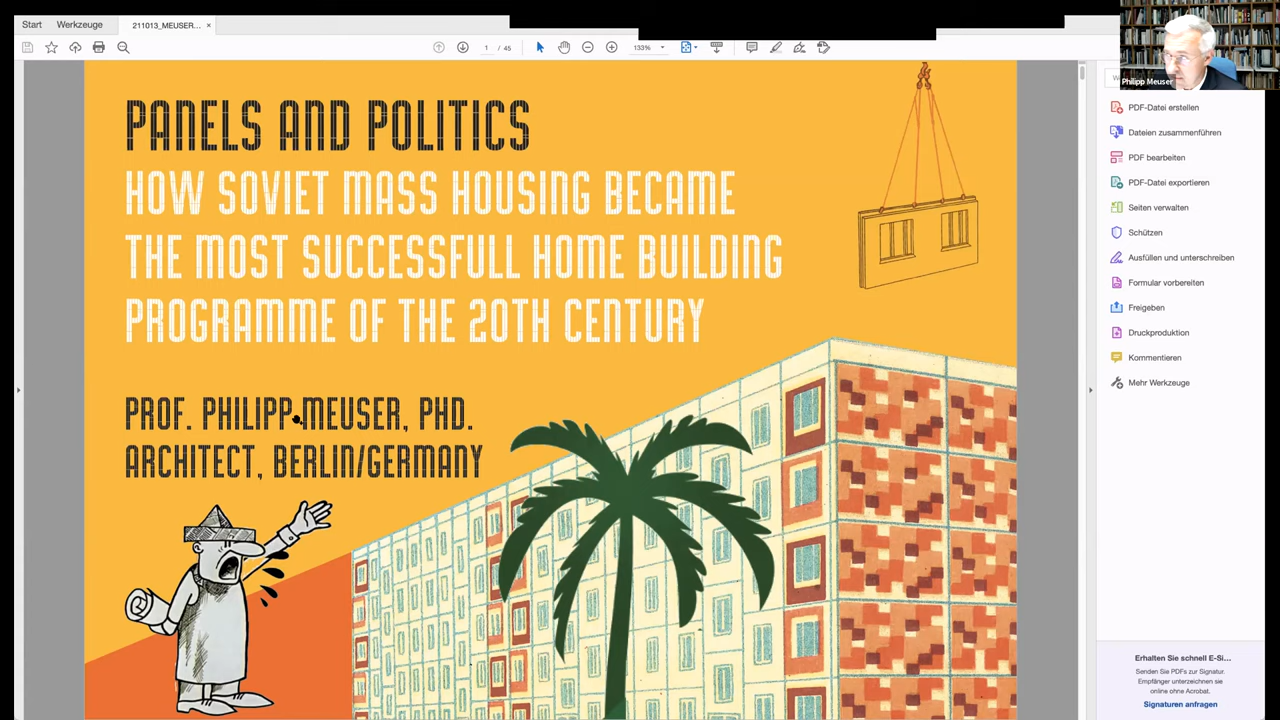 Start
Werkzeuge
211013_MEUSER... ×
1 / 45
133%
Philipp Meuser
PANELS AND POLITICS
HOW SOVIET MASS HOUSING BECAME
THE MOST SUCCESSFULL HOME BUILDING
PROGRAMME OF THE 20TH CENTURY
PROF. PHILIPP MEUSER, PHD.
ARCHITECT, BERLIN/GERMANY
PDF-Datei erstellen
Dateien zusammenführen
PDF bearbeiten
PDF-Datei exportieren
Seiten verwalten
Schützen
Ausfüllen und unterschreiben
Formular vorbereiten
Freigeben
Druckproduktion
Kommentieren
Mehr Werkzeuge
Erhalten Sie schnell E-Si...
Senden Sie PDFs zur Signatur.
Empfänger unterzeichnen sie
online ohne Acrobat.
Signaturen anfragen